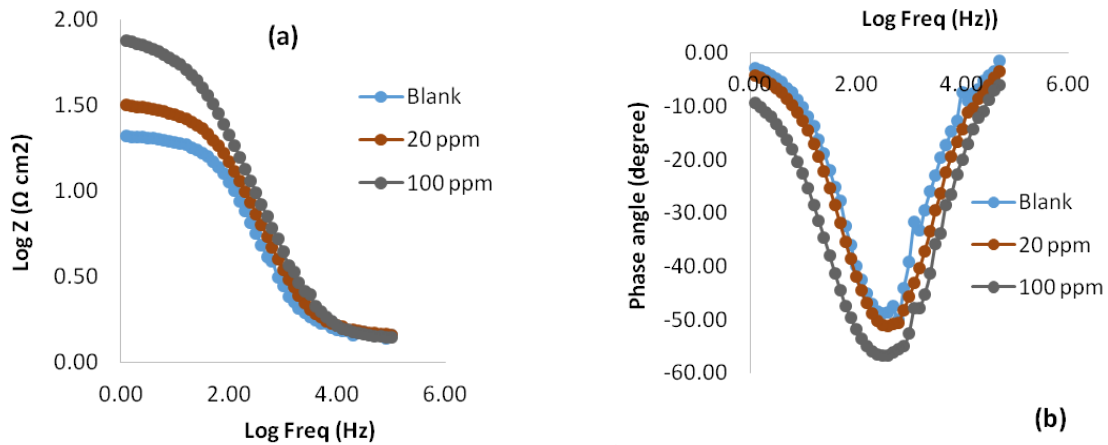 (a)
2.00
1.50
1.00
0.50
0.00
Log Z (Ω cm2)
0.00 2.00 4.00 6.00
Log Freq (Hz)
Blank
20 ppm
100 ppm
Log Freq (Hz))
0.00
-10.00
-20.00
-30.00
-40.00
-50.00
-60.00
Phase angle (degree)
0.00 2.00 4.00 6.00
Blank
20 ppm
100 ppm
(b)